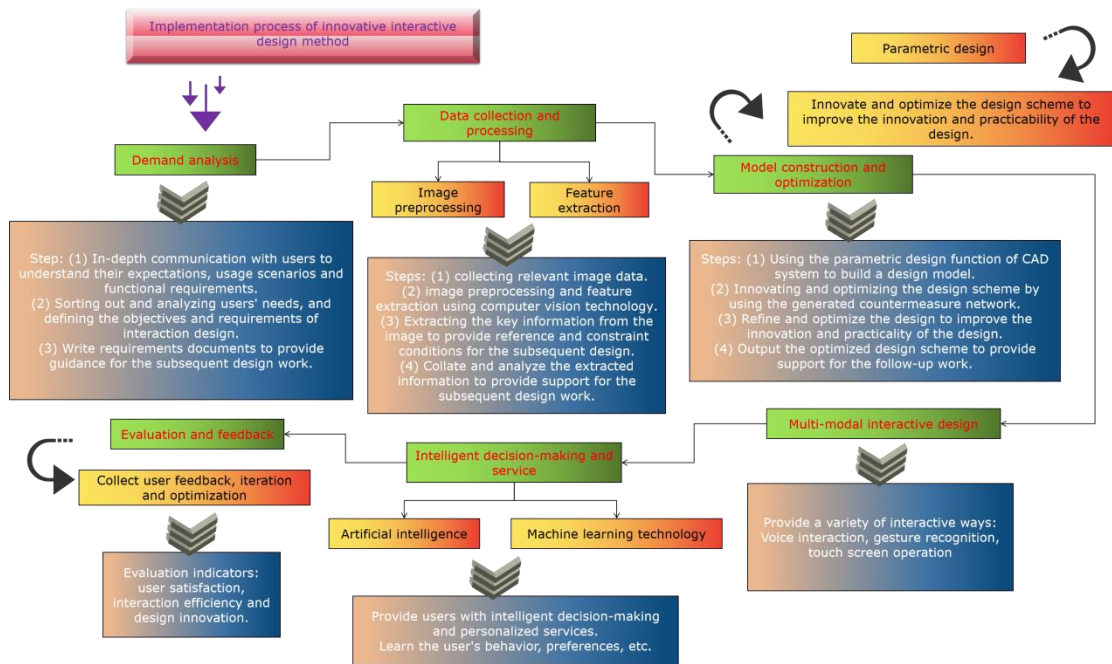 Implementation process of innovative interactive
design method
Parametric design
Innovate and optimize the design scheme to
improve the innovation and practicability of the
design.
Data collection and
processing
Demand analysis
Model construction and
optimization
Image
preprocessing
Feature
extraction
Step: (1) In-depth communication with users to
understand their expectations, usage scenarios and
functional requirements.
(2) Sorting out and analyzing users' needs, and
defining the objectives and requirements of
interaction design.
(3) Write requirements documents to provide
guidance for the subsequent design work.
Steps: (1) collecting relevant image data.
(2) image preprocessing and feature
extraction using computer vision technology.
(3) Extracting the key information from the
image to provide reference and constraint
conditions for the subsequent design.
(4) Collate and analyze the extracted
information to provide support for the
subsequent design work.
Steps: (1) Using the parametric design function of CAD
system to build a design model.
(2) Innovating and optimizing the design scheme by
using the generated countermeasure network.
(3) Refine and optimize the design to improve the
innovation and practicality of the design.
(4) Output the optimized design scheme to provide
support for the follow-up work.
Evaluation and feedback
Intelligent decision-making and
service
Multi-modal interactive design
Collect user feedback, iteration
and optimization
Artificial intelligence
Machine learning technology
Provide a variety of interactive ways:
Voice interaction, gesture recognition,
touch screen operation
Evaluation indicators:
user satisfaction,
interaction efficiency and
design innovation.
Provide users with intelligent decision-making
and personalized services.
Learn the user's behavior, preferences, etc.